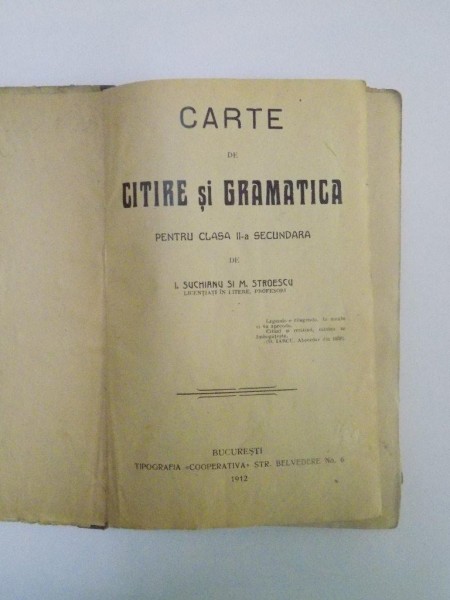 CARTE
DE
CITIRE și GRAMATICA
PENTRU CLASA II-a SECUNDARA
DE
I. SUCHIANU SI M. STROESCU
LICENȚIAȚI ÎN LITERE, PROFESORI
BUCUREȘTI
TIPOGRAFIA «COOPERATIVA» STR. BELVEDERE No. 6
1912